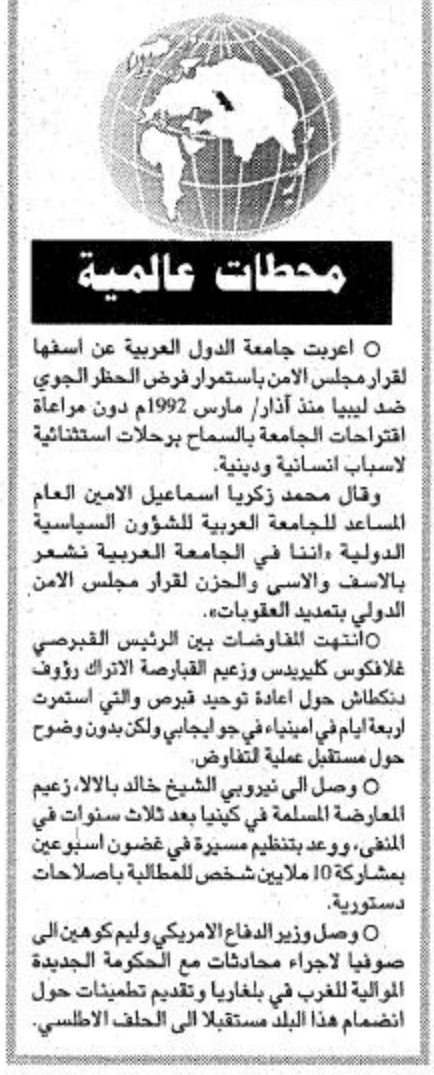 محطات عالمية
○ اعربت جامعة الدول العربية عن اسفها
لقرار مجلس الامن باستمرار فرض الحظر الجوي
ضد ليبيا منذ آذار/ مارس 1992م دون مراعاة
اقتراحات الجامعة بالسماح برحلات استثنائية
لاسباب انسانية ودينية.
وقال محمد زكريا اسماعيل الامين العام
المساعد للجامعة العربية للشؤون السياسية
الدولية «اننا في الجامعة العربية نشعر
بالاسف والاسى والحزن لقرار مجلس الامن
الدولي بتمديد العقوبات».
○انتهت المفاوضات بين الرئيس القبرصي
غلافكوس كليريدس وزعيم القبارصة الاتراك رؤوف
دنكطاش حول اعادة توحيد قبرص والتي استمرت
اربعة ايام في امينياء في جو ايجابي ولكن بدون وضوح
حول مستقبل عملية التفاوض.
○ وصل الى نيروبي الشيخ خالد بالالا، زعيم
المعارضة المسلمة في كينيا بعد ثلاث سنوات في
المنفى، ووعد بتنظيم مسيرة في غضون اسبوعين
بمشاركة 10 ملايين شخص للمطالبة باصلاحات
دستورية.
○ وصل وزير الدفاع الامريكي وليم كوهين الى
صوفيا لاجراء محادثات مع الحكومة الجديدة
الموالية للغرب في بلغاريا وتقديم تطمينات حول
انضمام هذا البلد مستقبلا الى الحلف الاطلسي.